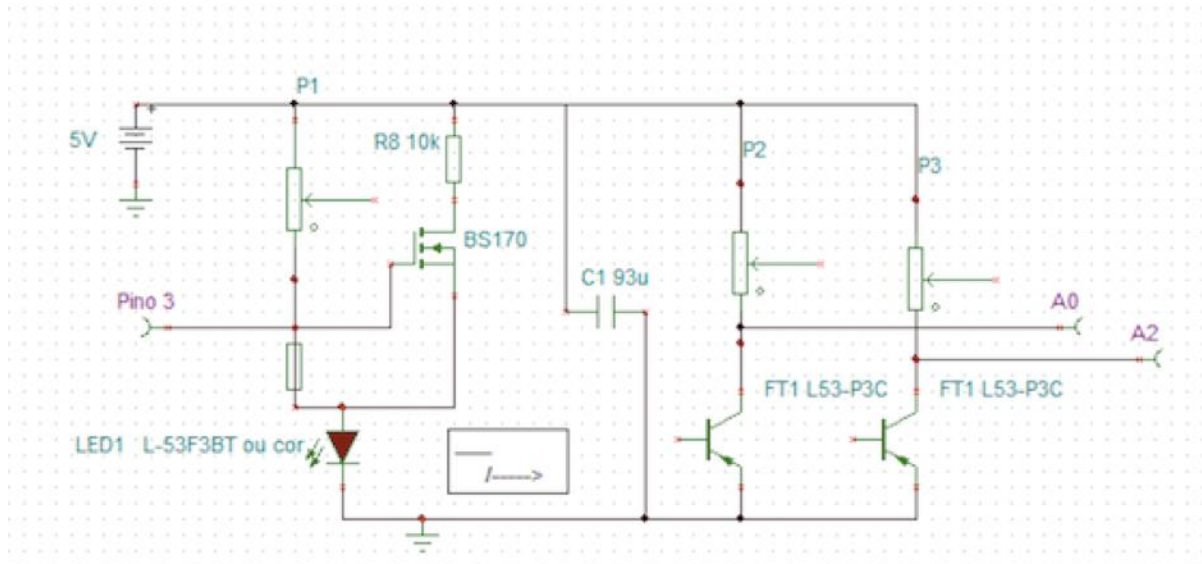 P1
5V
R8 10k
P2
P3
BS170
C1 93u
Pino 3
A0
A2
FT1 L53-P3C
FT1 L53-P3C
LED1 L-53F3BT ou cor
/----->